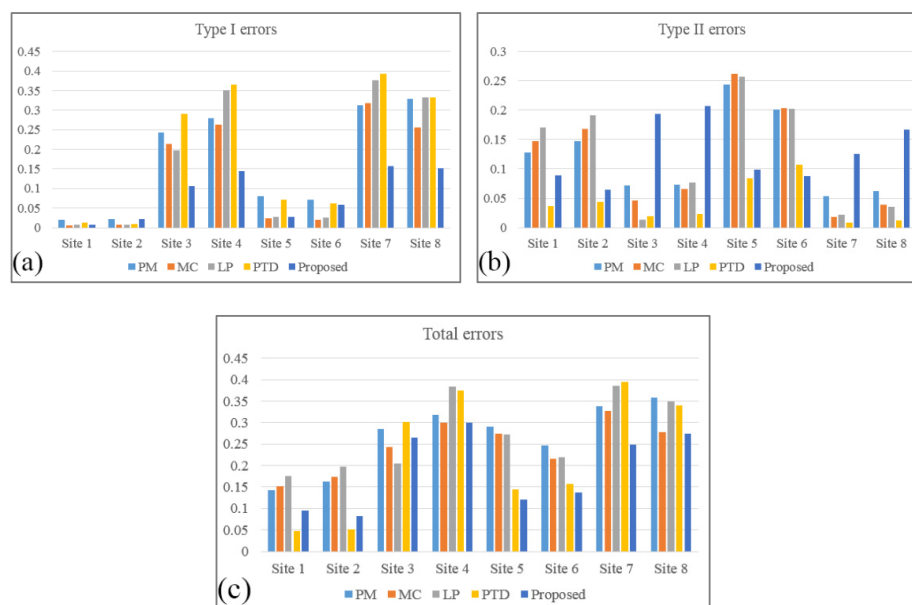 Type I errors
0.45
0.4
0.35
0.3
0.25
0.2
0.15
0.1
0.05
0
Site 1 Site 2 Site 3 Site 4 Site 5 Site 6 Site 7 Site 8
(a)
PM MC LP PTD Proposed
Type II errors
0.3
0.25
0.2
0.15
0.1
0.05
0
Site 1 Site 2 Site 3 Site 4 Site 5 Site 6 Site 7 Site 8
(b)
PM MC LP PTD Proposed
Total errors
0.45
0.4
0.35
0.3
0.25
0.2
0.15
0.1
0.05
0
Site 1 Site 2 Site 3 Site 4 Site 5 Site 6 Site 7 Site 8
(c)
PM MC LP PTD Proposed